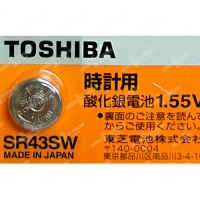 TOSHIBA
時計用
酸化銀電池1.55V
●裏面のご注意を読んで
からご使用ください。
東芝電池株式会社
〒140-0004
東京都品川区南品川3-4-10
SR43SW
MADE IN JAPAN